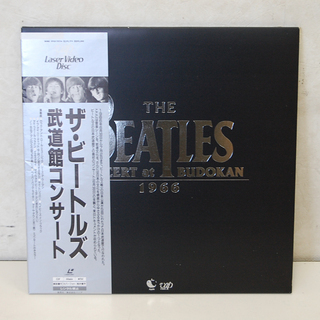 Laser Video
Disc
ザ・ビートルズ
武道館コンサート
THE
BEATLES
CONCERT at BUDOKAN
1966